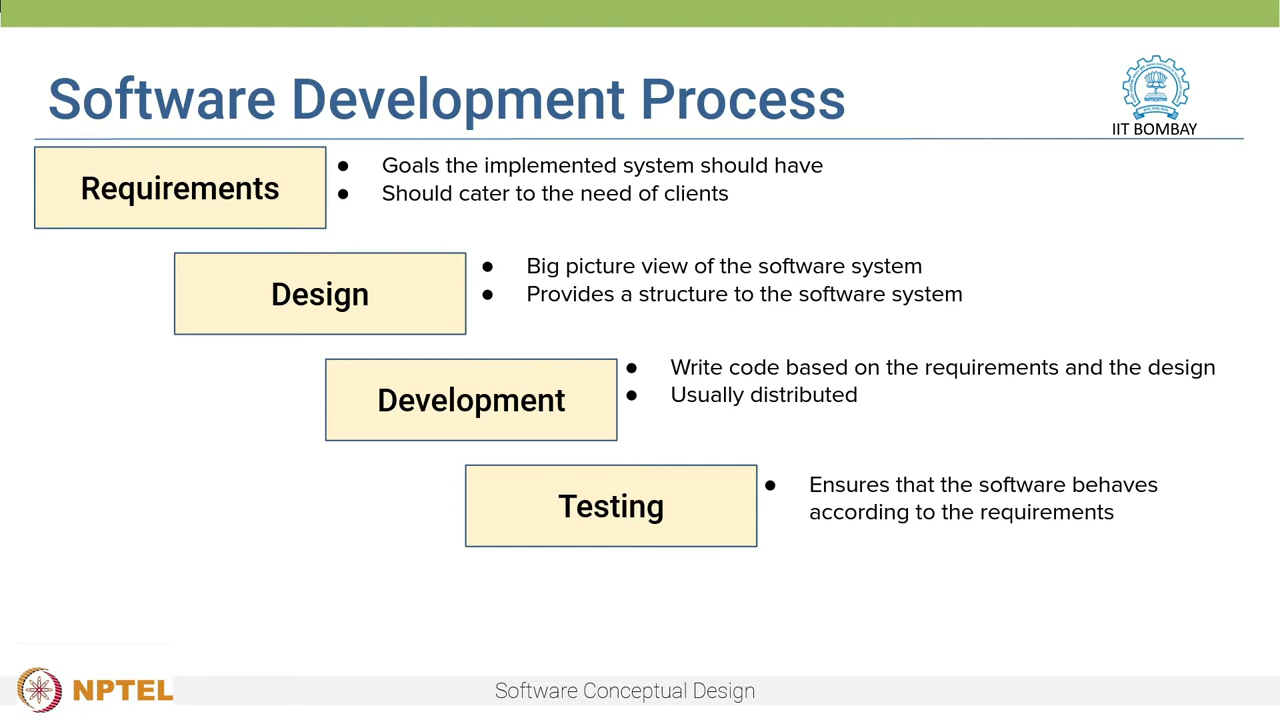 Software Development Process
IIT BOMBAY
Requirements
● Goals the implemented system should have
● Should cater to the need of clients
Design
● Big picture view of the software system
● Provides a structure to the software system
Development
● Write code based on the requirements and the design
● Usually distributed
Testing
● Ensures that the software behaves
according to the requirements
NPTEL
Software Conceptual Design